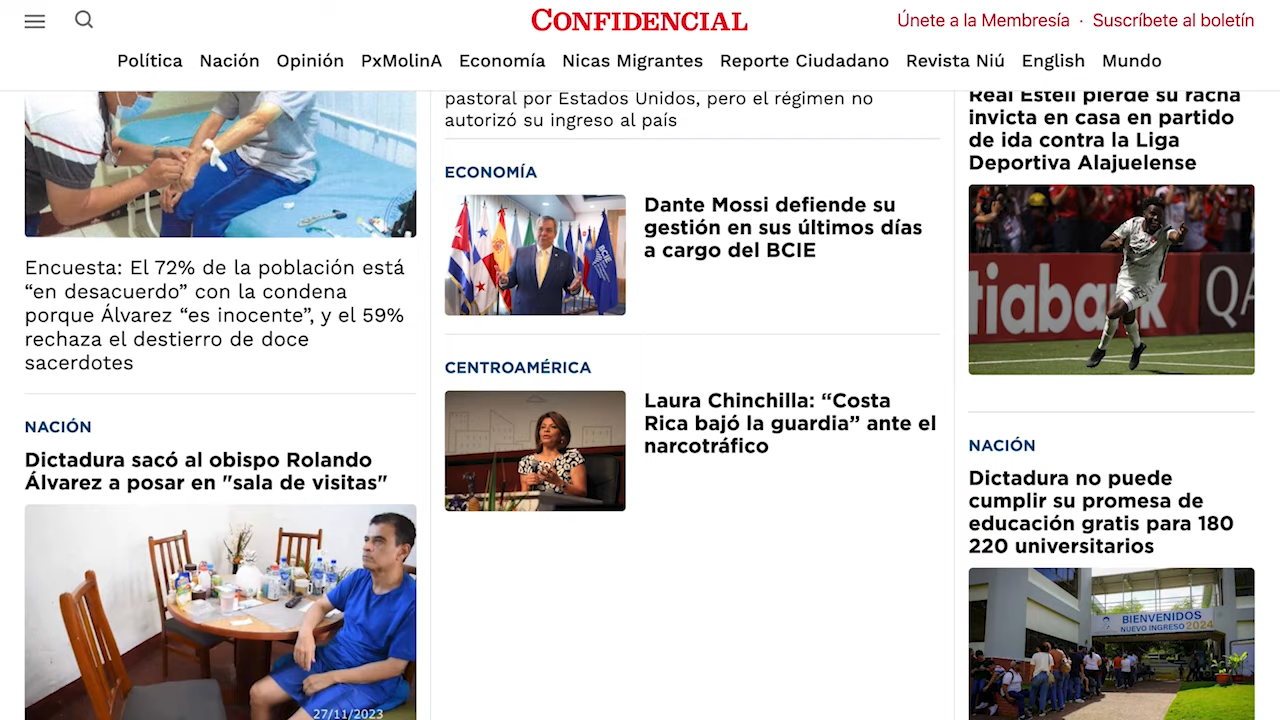 CONFIDENCIAL
Únete a la Membresía · Suscríbete al boletín
Política Nación Opinión PxMolinA Economía Nicas Migrantes Reporte Ciudadano Revista Niú English Mundo
Encuesta: El 72% de la población está
“en desacuerdo” con la condena
porque Álvarez “es inocente”, y el 59%
rechaza el destierro de doce
sacerdotes
NACIÓN
Dictadura sacó al obispo Rolando
Álvarez a posar en "sala de visitas"
27/11/2023
pastoral por Estados Unidos, pero el régimen no
autorizó su ingreso al país
ECONOMÍA
BCIE
Dante Mossi defiende su
gestión en sus últimos días
a cargo del BCIE
CENTROAMÉRICA
Laura Chinchilla: “Costa
Rica bajó la guardia” ante el
narcotráfico
Real Estelí pierde su racha
invicta en casa en partido
de ida contra la Liga
Deportiva Alajuelense
tiabank QA
NACIÓN
Dictadura no puede
cumplir su promesa de
educación gratis para 180
220 universitarios
BIENVENIDOS
NUEVO INGRESO 2024